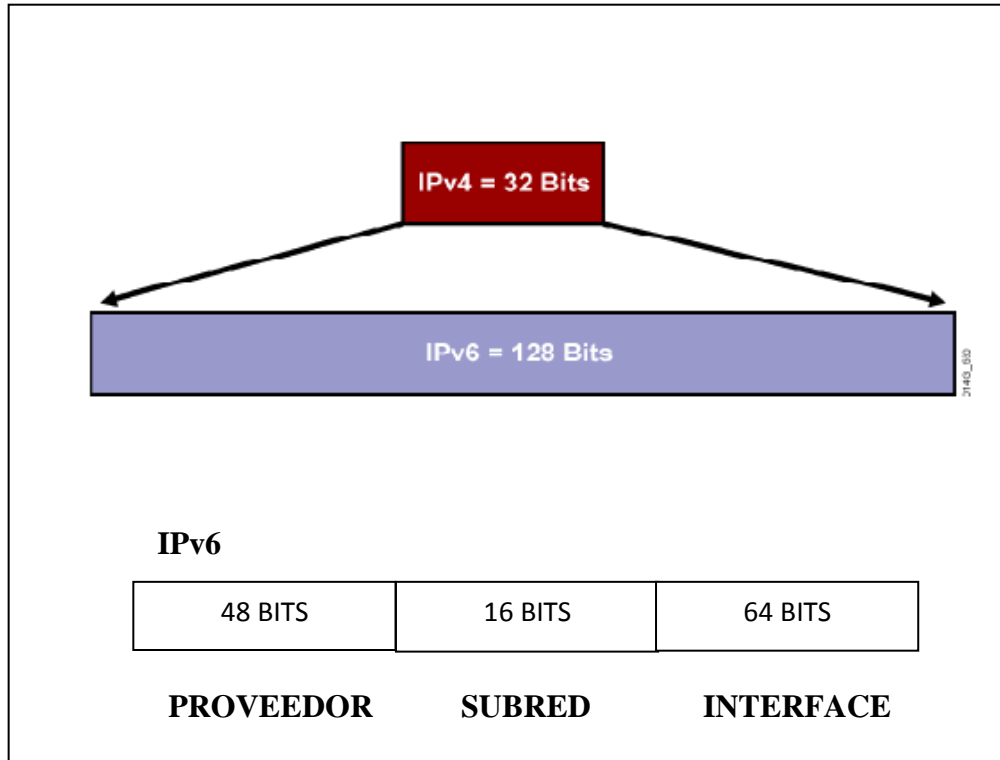 IPv4 = 32 Bits
IPv6 = 128 Bits
IPv6
48 BITS 16 BITS 64 BITS
PROVEEDOR SUBRED INTERFACE